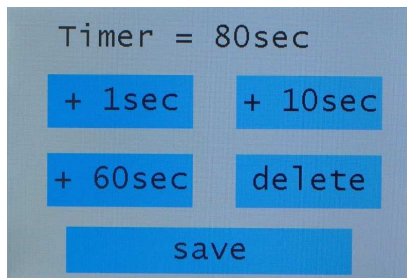 Timer = 80sec
+ 1sec + 10sec
+ 60sec delete
save